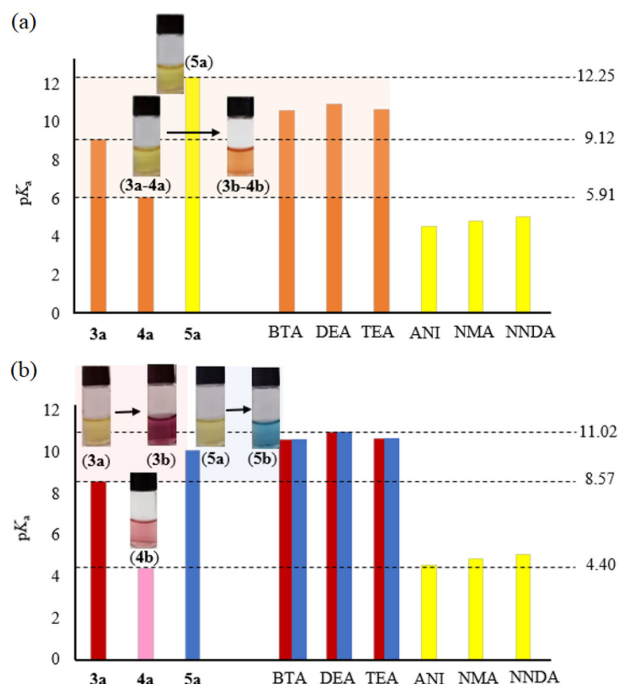 (a)
(5a)
12
10
8
6
4
2
0
pKa
(3a-4a)
(3b-4b)
12.25
9.12
5.91
3a 4a 5a BTA DEA TEA ANI NMA NNDA
(b)
12
10
8
6
4
2
0
pKa
(3a) (3b) (5a) (5b)
(4b)
11.02
8.57
4.40
3a 4a 5a BTA DEA TEA ANI NMA NNDA